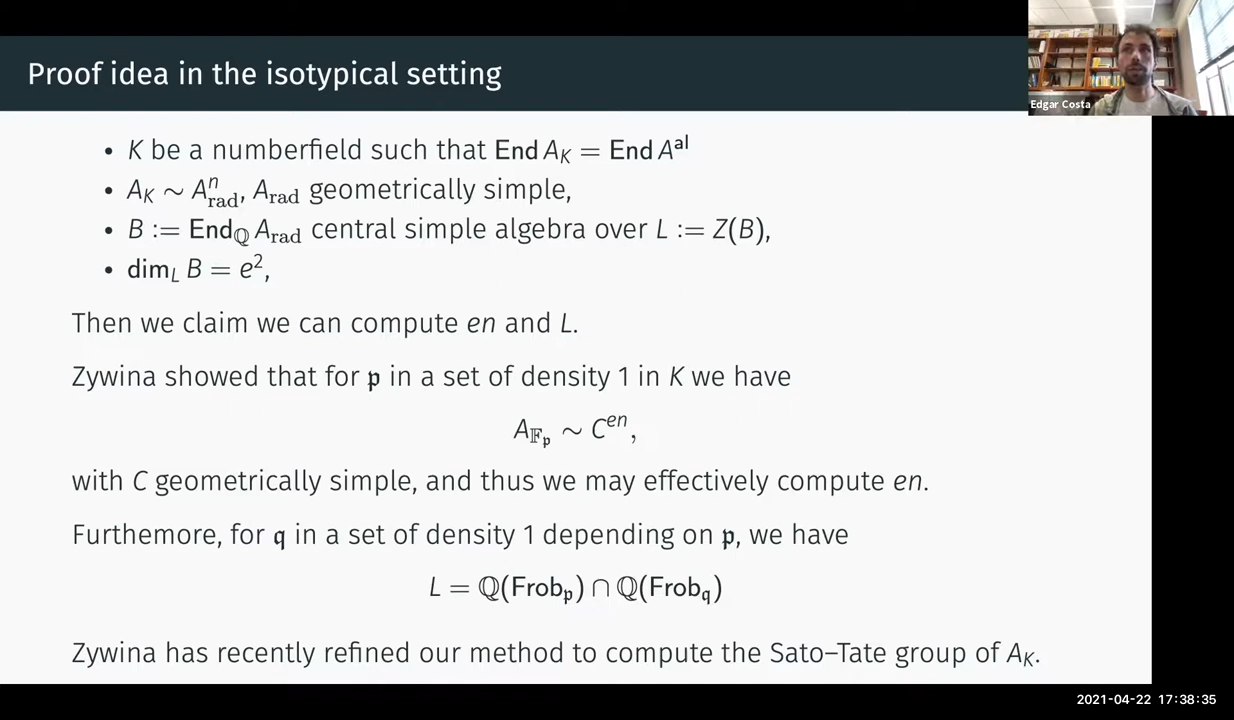 Proof idea in the isotypical setting
Edgar Costa
• K be a numberfield such that End A_K = End A^al
• A_K ∼ A^n_rad, A_rad geometrically simple,
• B := End_ℚ A_rad central simple algebra over L := Z(B),
• dim_L B = e²,
Then we claim we can compute en and L.
Zywina showed that for 𝔭 in a set of density 1 in K we have
A_{𝔽_𝔭} ∼ C^{en},
with C geometrically simple, and thus we may effectively compute en.
Furthemore, for 𝔮 in a set of density 1 depending on 𝔭, we have
L = ℚ(Frob_𝔭) ∩ ℚ(Frob_𝔮)
Zywina has recently refined our method to compute the Sato–Tate group of A_K.
2021-04-22 17:38:35